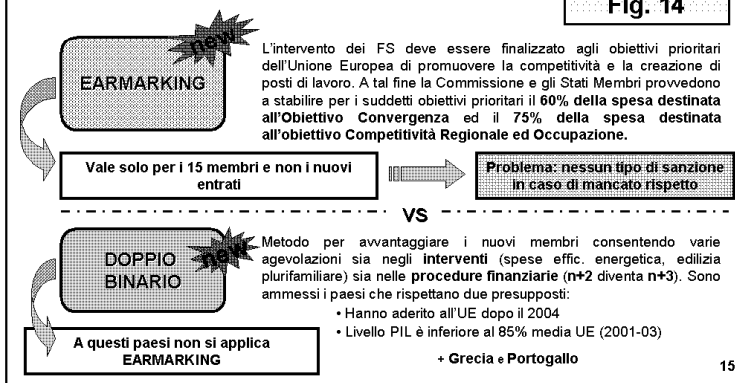 Fig. 14
new
EARMARKING
L'intervento dei FS deve essere finalizzato agli obiettivi prioritari
dell'Unione Europea di promuovere la competitività e la creazione di
posti di lavoro. A tal fine la Commissione e gli Stati Membri provvedono
a stabilire per i suddetti obiettivi prioritari il 60% della spesa destinata
all'Obiettivo Convergenza ed il 75% della spesa destinata
all'obiettivo Competitività Regionale ed Occupazione.
Vale solo per i 15 membri e non i nuovi
entrati
Problema: nessun tipo di sanzione
in caso di mancato rispetto
VS
new
DOPPIO
BINARIO
Metodo per avvantaggiare i nuovi membri consentendo varie
agevolazioni sia negli interventi (spese effic. energetica, edilizia
plurifamiliare) sia nelle procedure finanziarie (n+2 diventa n+3). Sono
ammessi i paesi che rispettano due presupposti:
• Hanno aderito all'UE dopo il 2004
• Livello PIL è inferiore al 85% media UE (2001-03)
A questi paesi non si applica
EARMARKING
+ Grecia e Portogallo
15